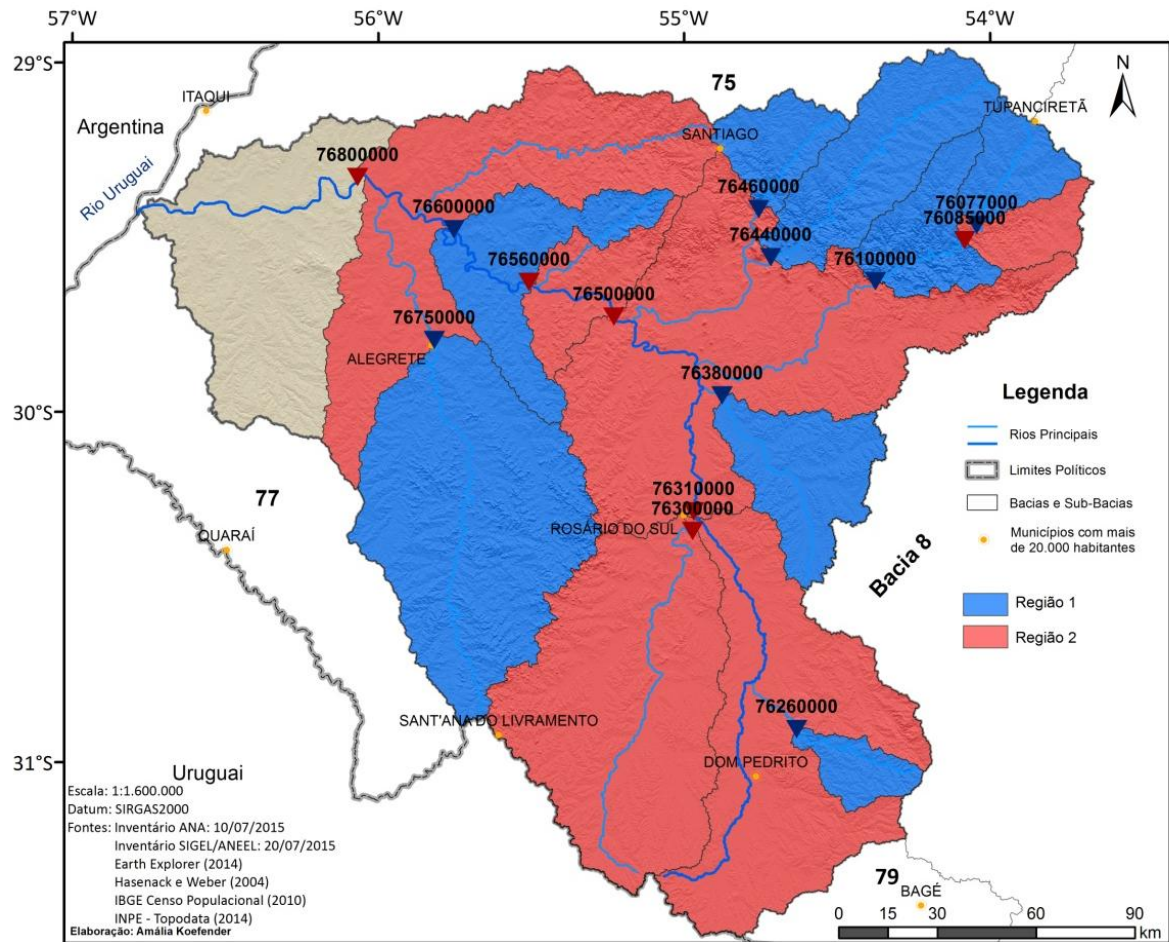 57°W
56°W
55°W
54°W
29°S
30°S
31°S
N
75
ITAQUI
Argentina
Rio Uruguai
TUPANCIRETÃ
SANTIAGO
76800000
76460000
76077000
76085000
76600000
76440000
76100000
76560000
76500000
76750000
ALEGRETE
76380000
76310000
76300000
ROSÁRIO DO SUL
77
QUARAÍ
Bacia 8
76260000
SANT'ANA DO LIVRAMENTO
DOM PEDRITO
Uruguai
79
BAGÉ
Legenda
Rios Principais
Limites Políticos
Bacias e Sub-Bacias
Municípios com mais
de 20.000 habitantes
Região 1
Região 2
Escala: 1:1.600.000
Datum: SIRGAS2000
Fontes: Inventário ANA: 10/07/2015
Inventário SIGEL/ANEEL: 20/07/2015
Earth Explorer (2014)
Hasenack e Weber (2004)
IBGE Censo Populacional (2010)
INPE - Topodata (2014)
Elaboração: Amália Koefender
0 15 30 60 90
km